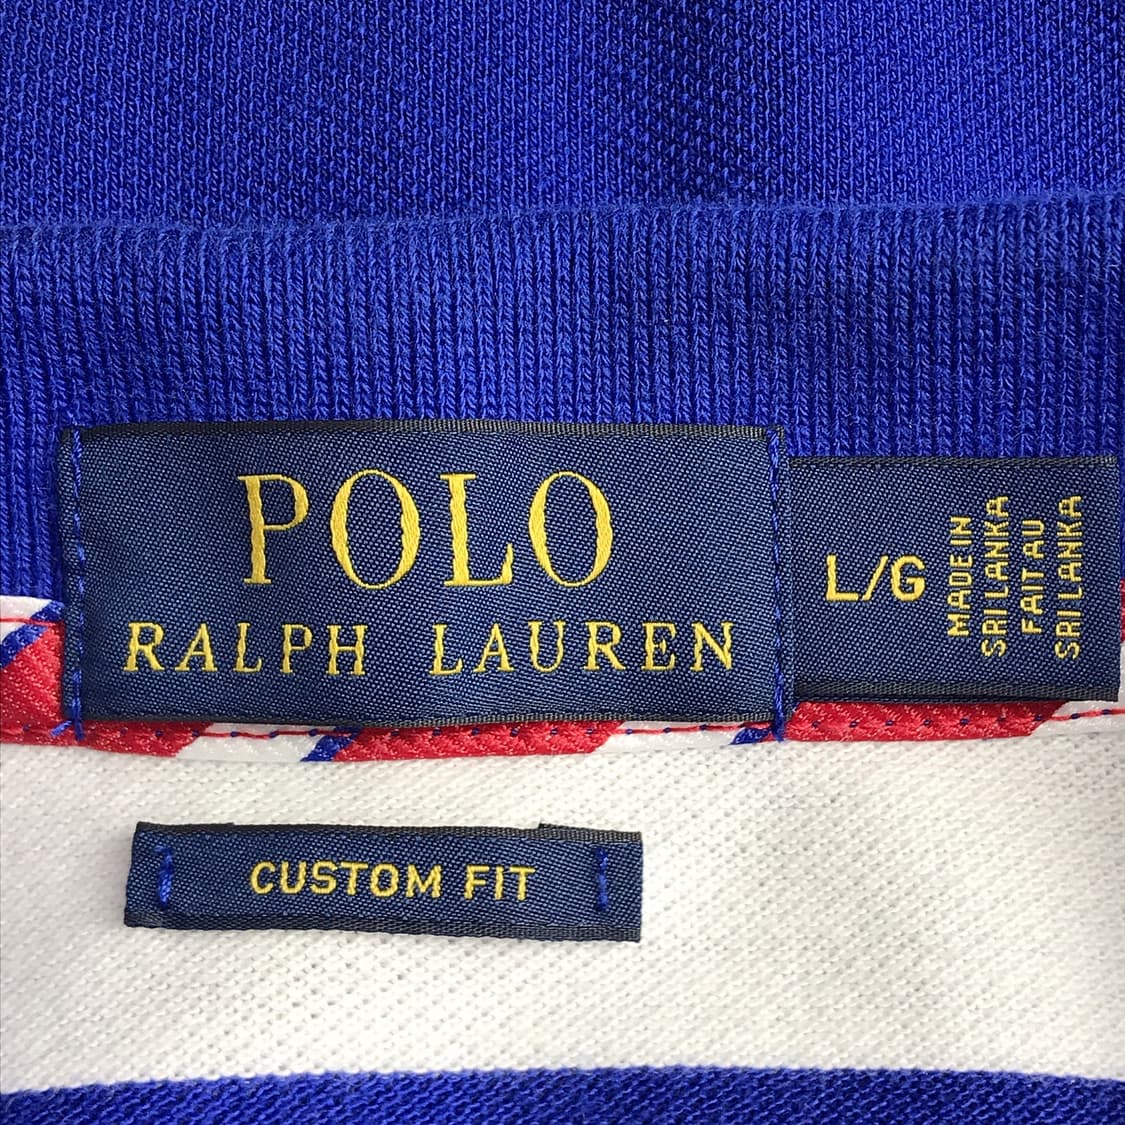 POLO
RALPH LAUREN
L/G
MADE IN
SRI LANKA
FAIT AU
SRI LANKA
CUSTOM FIT